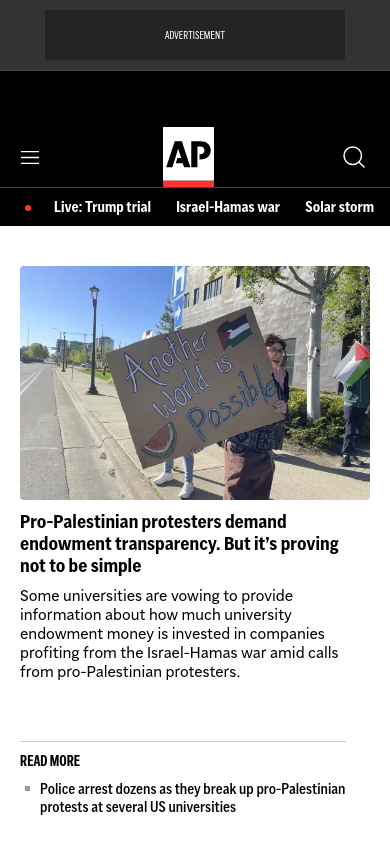 ADVERTISEMENT
AP
Live: Trump trial Israel-Hamas war Solar storm
Another
world is
Possible
Pro-Palestinian protesters demand
endowment transparency. But it's proving
not to be simple
Some universities are vowing to provide
information about how much university
endowment money is invested in companies
profiting from the Israel-Hamas war amid calls
from pro-Palestinian protesters.
READ MORE
Police arrest dozens as they break up pro-Palestinian
protests at several US universities